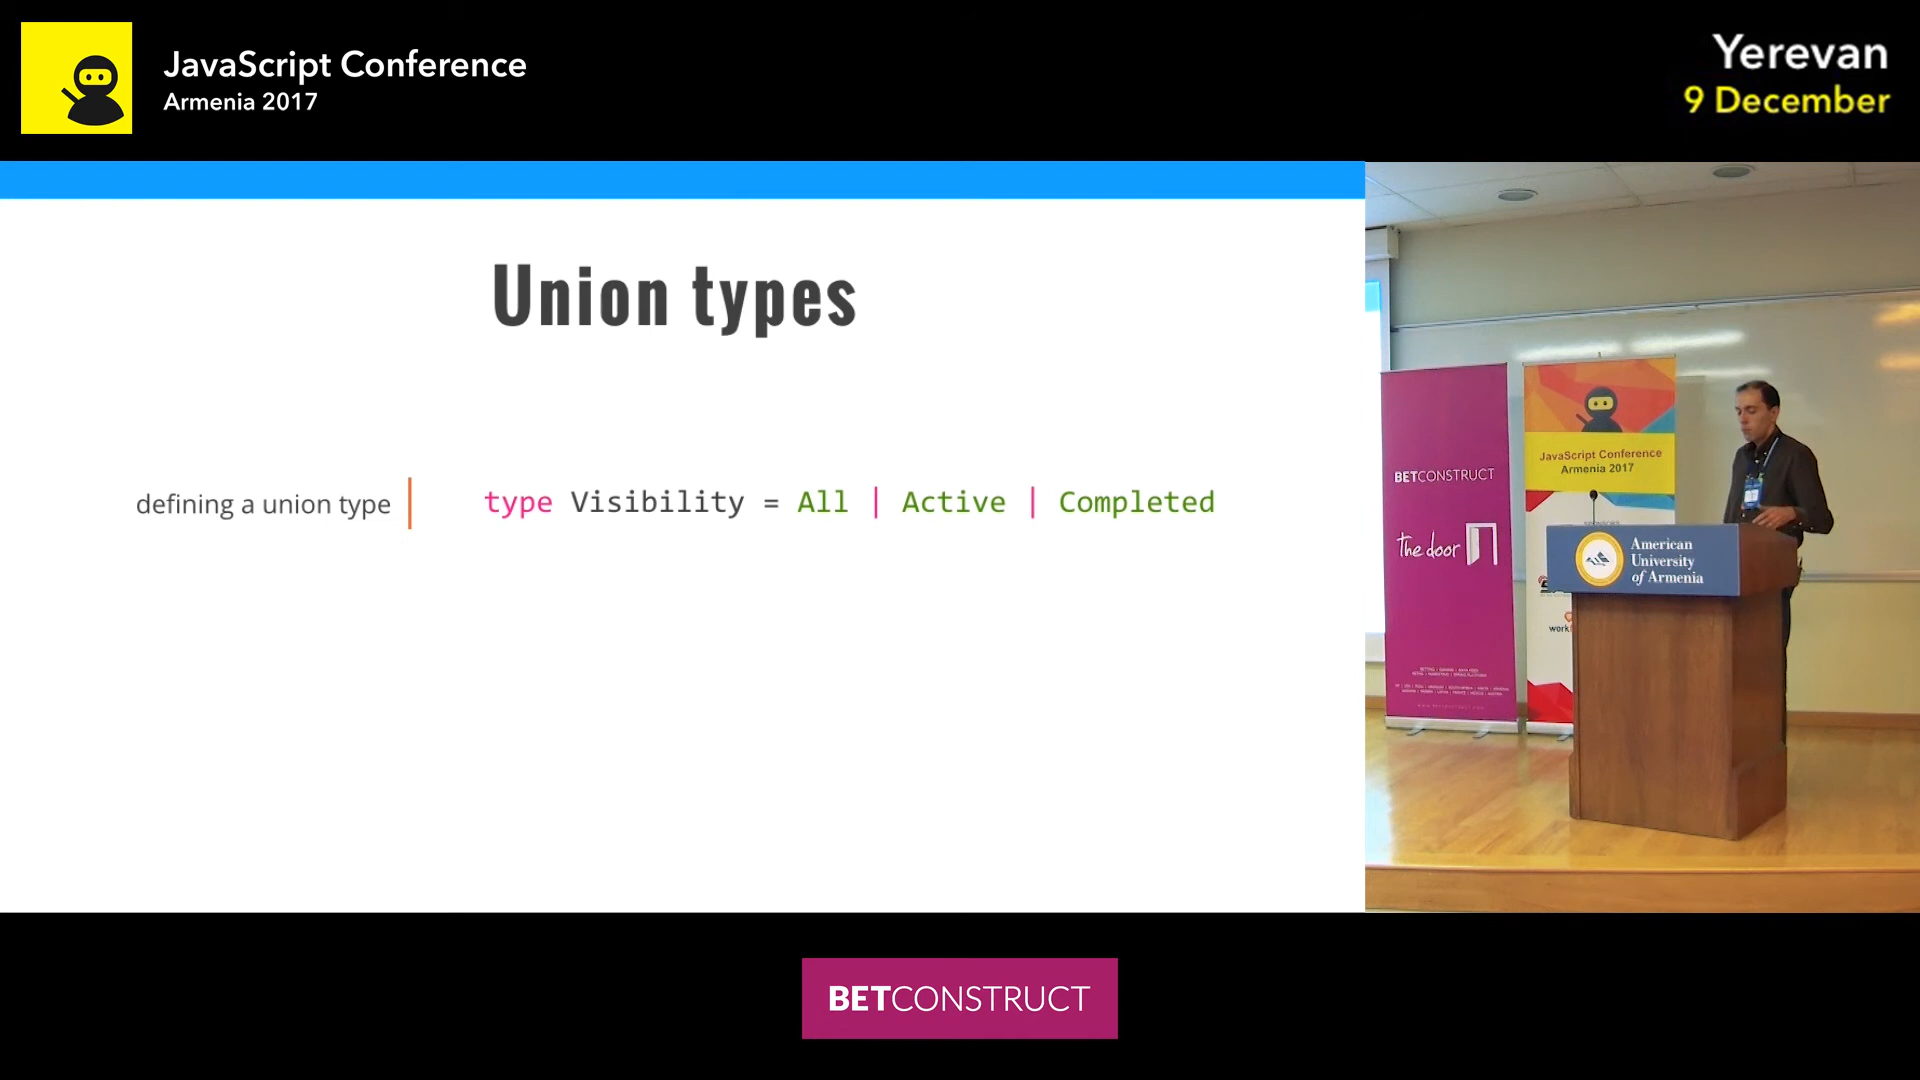 JavaScript Conference
Armenia 2017
Yerevan
9 December
Union types
defining a union type
type Visibility = All | Active | Completed
BETCONSTRUCT
the door
JavaScript Conference
Armenia 2017
American
University
of Armenia
work
BETCONSTRUCT